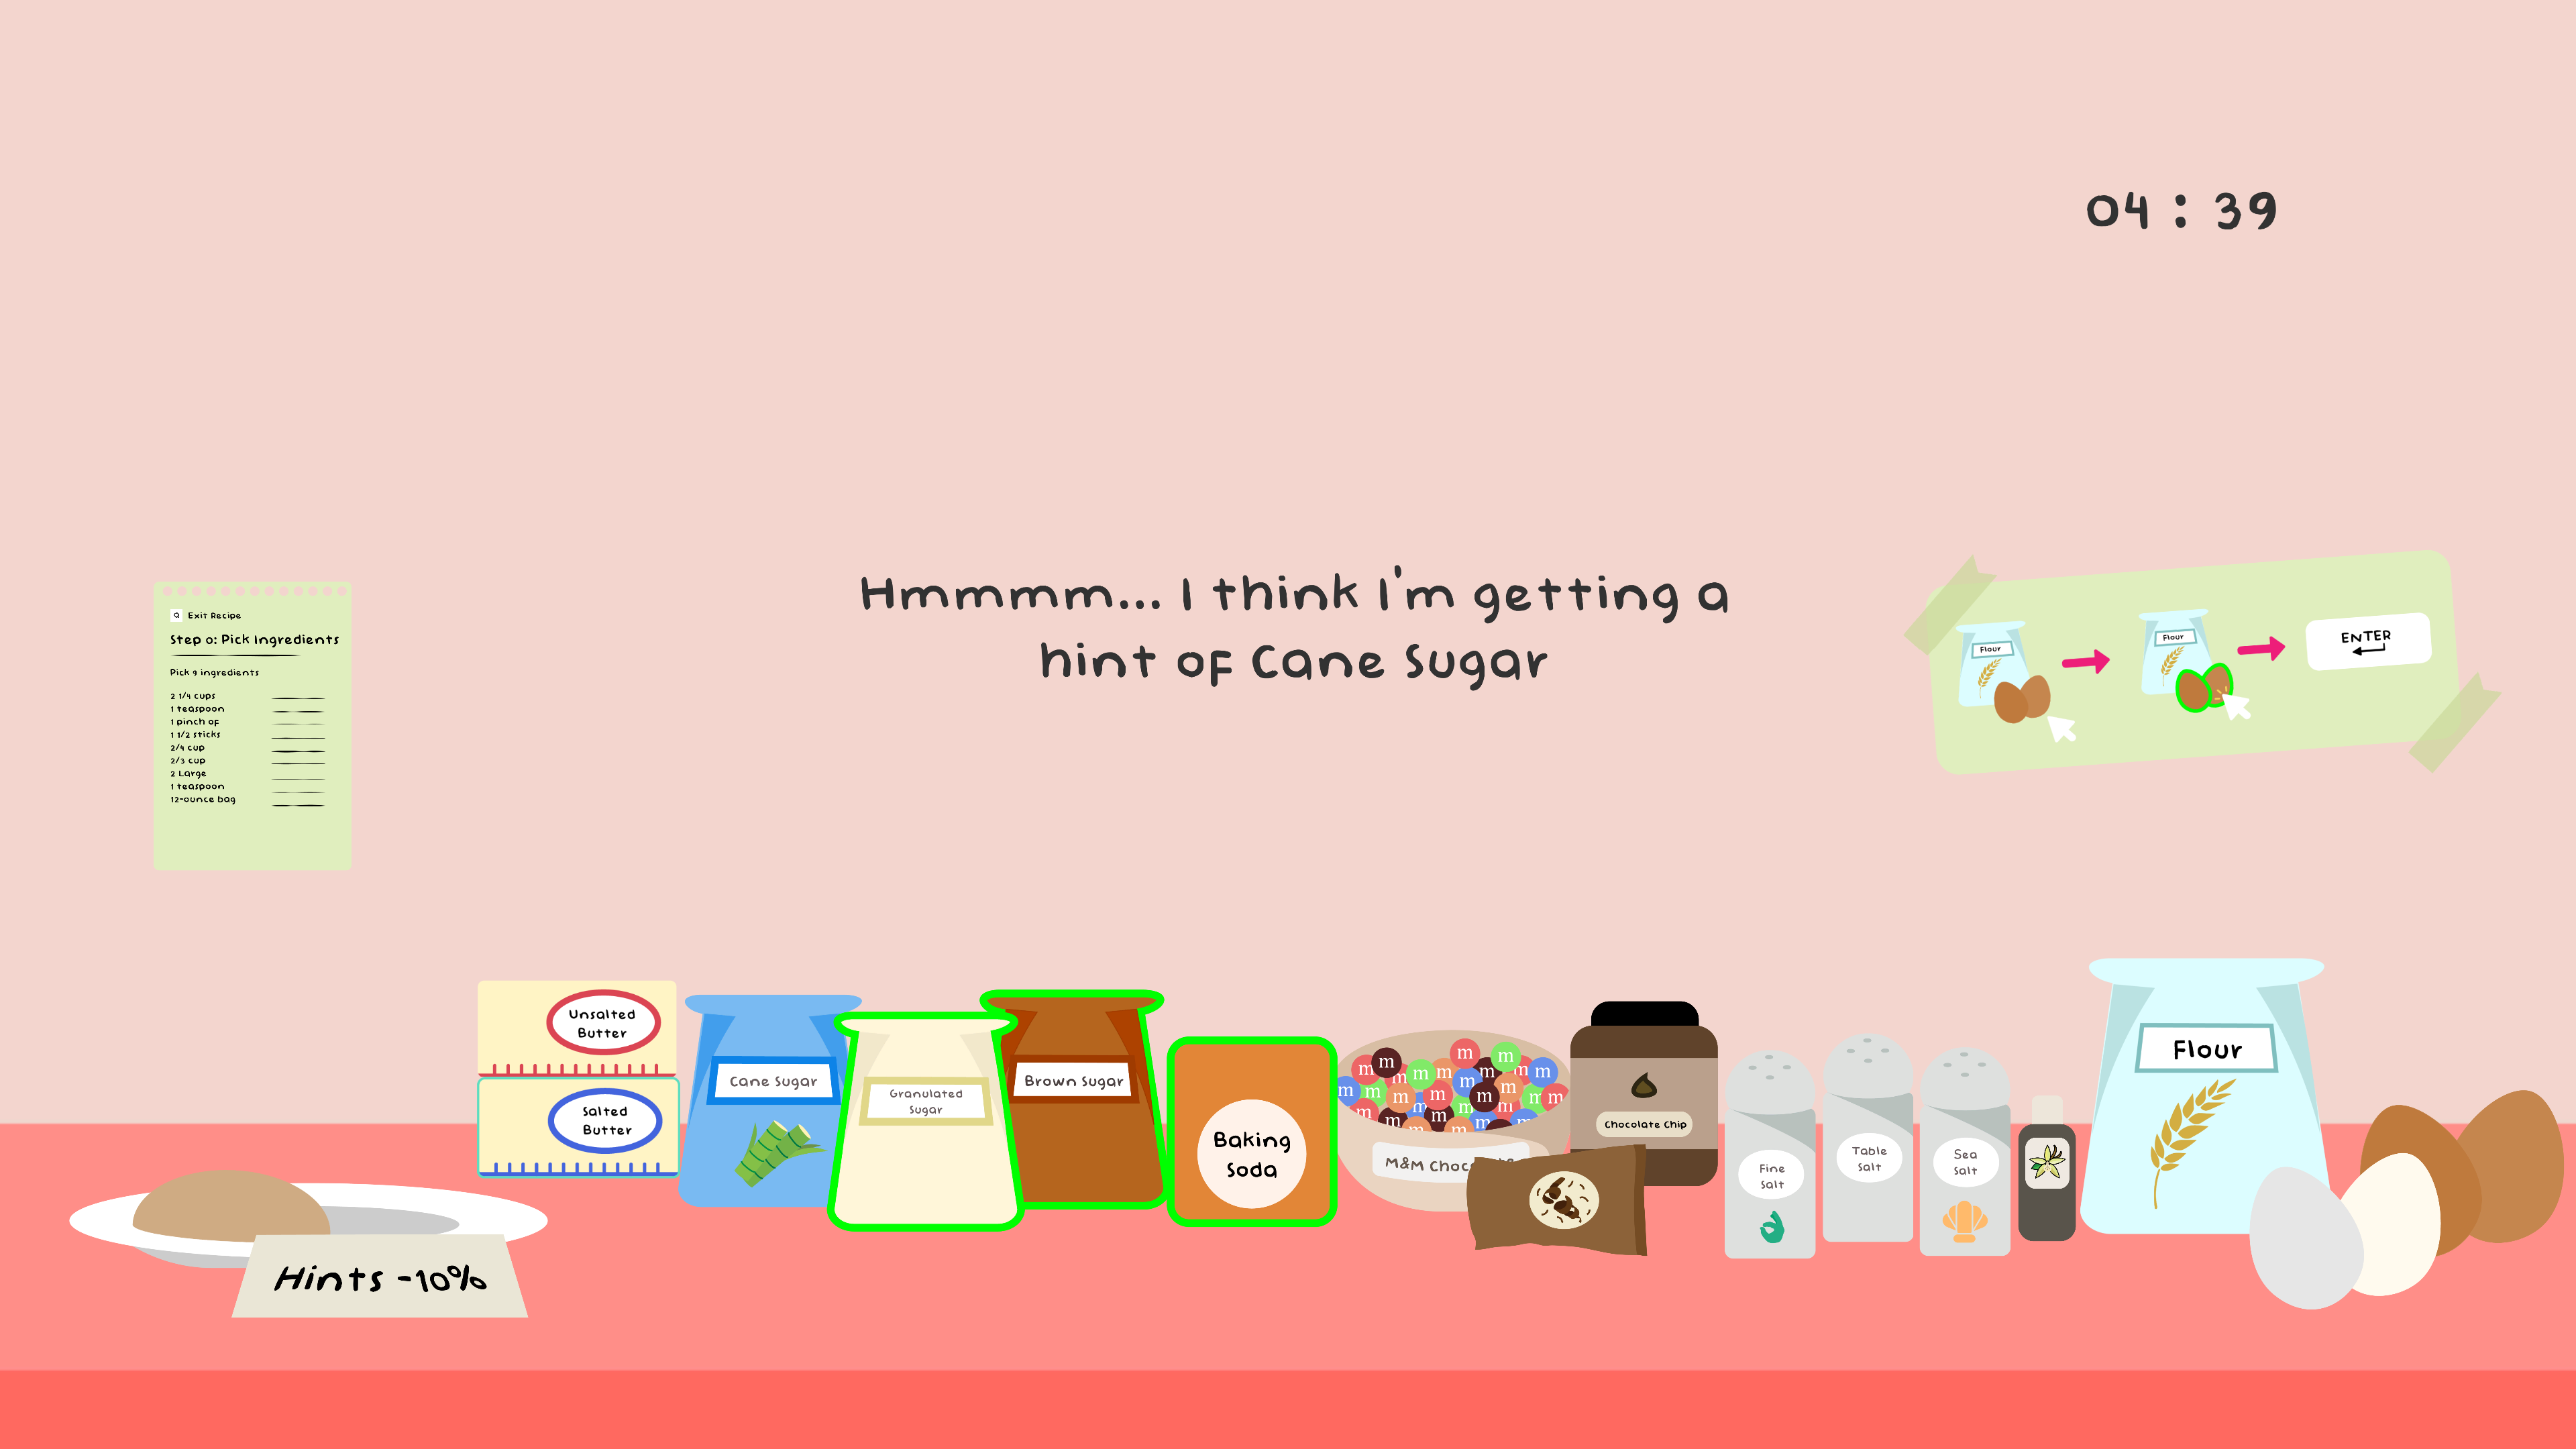 04 : 39
Hmmmm... I think I'm getting a
hint of Cane Sugar
Q Exit Recipe
Step 0: Pick Ingredients
Pick 9 ingredients
2 1/4 cups
1 teaspoon
1 pinch of
1 1/2 sticks
2/4 cup
2/3 cup
2 Large
1 teaspoon
12-ounce bag
Flour
Flour
ENTER
Unsalted
Butter
Salted
Butter
Cane Sugar
Granulated
Sugar
Brown Sugar
Baking
Soda
M&M
Chocolate Chip
Fine
Salt
Table
Salt
Sea
Salt
Flour
Hints -10%